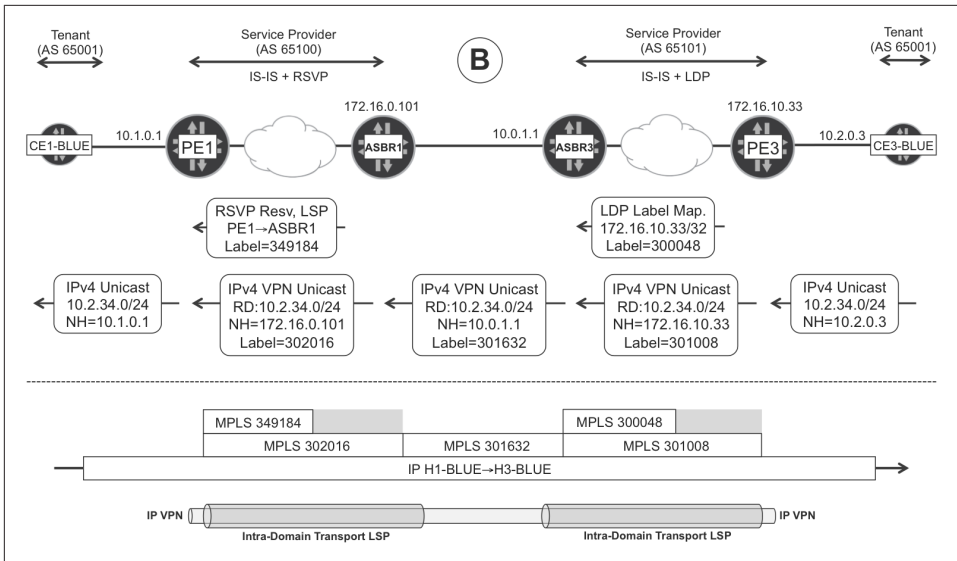 Tenant
(AS 65001)
Service Provider
(AS 65100)
IS-IS + RSVP
B
Service Provider
(AS 65101)
IS-IS + LDP
Tenant
(AS 65001)
172.16.0.101
172.16.10.33
10.1.0.1
10.0.1.1
10.2.0.3
CE1-BLUE
PE1
ASBR1
ASBR3
PE3
CE3-BLUE
RSVP Resv, LSP
PE1→ASBR1
Label=349184
LDP Label Map.
172.16.10.33/32
Label=300048
IPv4 Unicast
10.2.34.0/24
NH=10.1.0.1
IPv4 VPN Unicast
RD:10.2.34.0/24
NH=172.16.0.101
Label=302016
IPv4 VPN Unicast
RD:10.2.34.0/24
NH=10.0.1.1
Label=301632
IPv4 VPN Unicast
RD:10.2.34.0/24
NH=172.16.10.33
Label=301008
IPv4 Unicast
10.2.34.0/24
NH=10.2.0.3
MPLS 349184
MPLS 300048
MPLS 302016
MPLS 301632
MPLS 301008
IP H1-BLUE→H3-BLUE
IP VPN
IP VPN
Intra-Domain Transport LSP
Intra-Domain Transport LSP